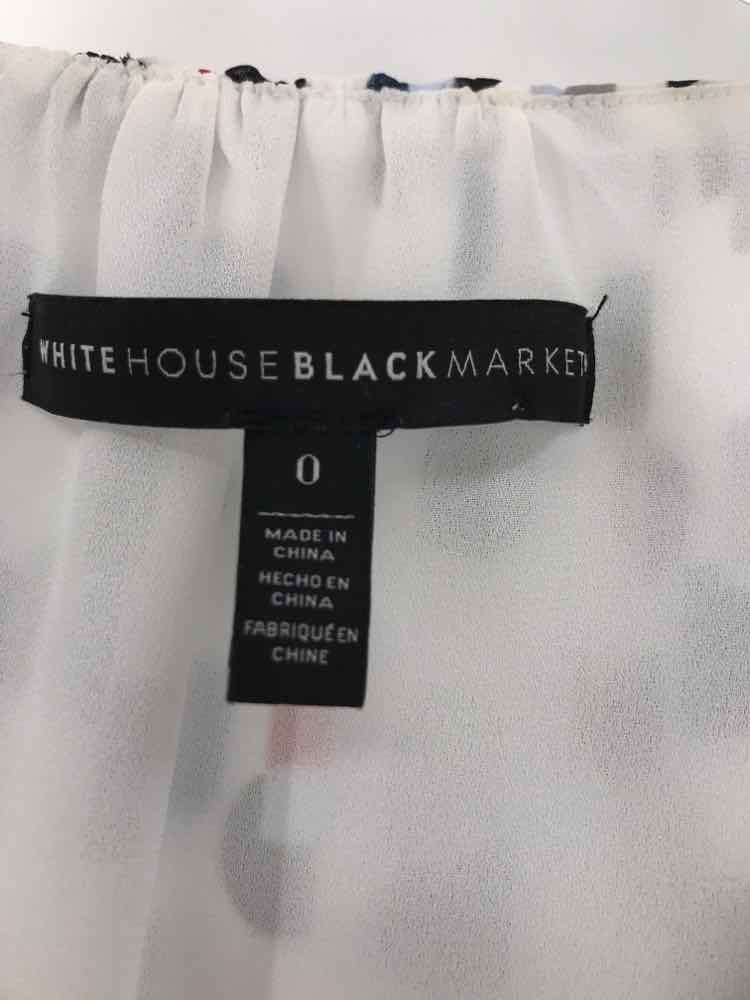 WHITE HOUSE BLACK MARKET
0
MADE IN
CHINA
HECHO EN
CHINA
FABRIQUÉ EN
CHINE